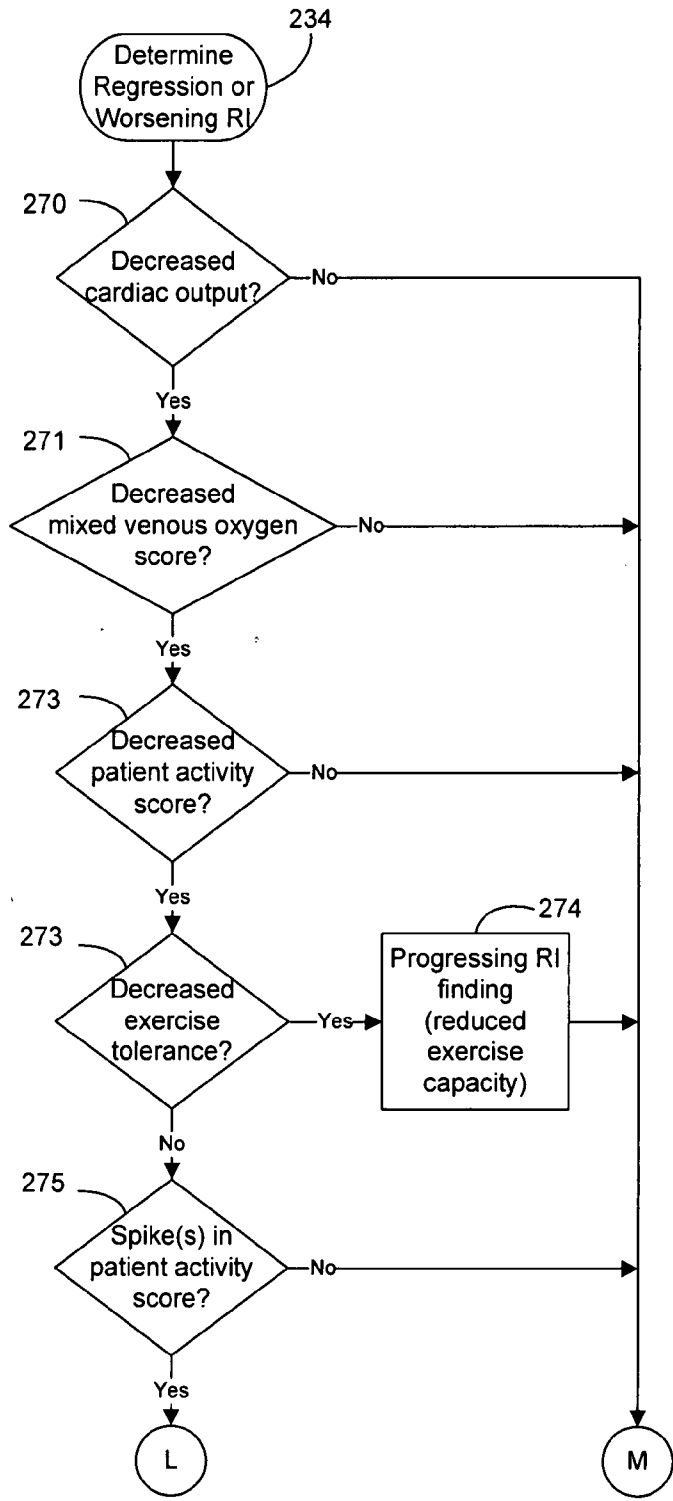 234
Determine
Regression or
Worsening RI
270
Decreased
cardiac output?
No
Yes
271
Decreased
mixed venous oxygen
score?
No
Yes
273
Decreased
patient activity
score?
No
Yes
273
Decreased
exercise
tolerance?
Yes
274
Progressing RI
finding
(reduced
exercise
capacity)
No
275
Spike(s) in
patient activity
score?
No
Yes
L
M